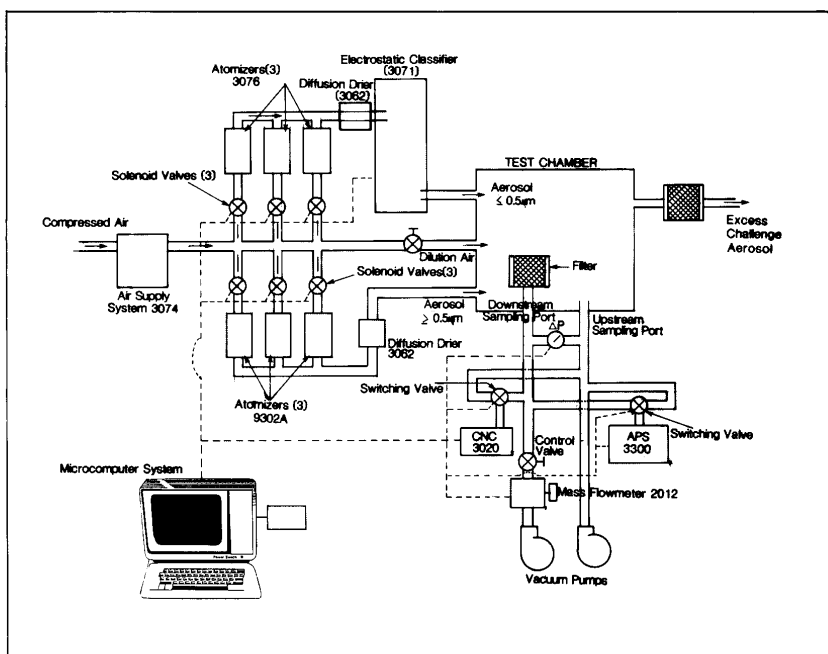 Electrostatic Classifier
(3071)
Atomizers(3)
3076
Diffusion Drier
(3062)
Solenoid Valves (3)
TEST CHAMBER
Aerosol
≤ 0.5μm
Compressed Air
Excess
Challenge
Aerosol
Dilution Air
Filter
Solenoid Valves(3)
Air Supply
System 3074
Aerosol
≥ 0.5μm
Downstream
Sampling Port
Upstream
Sampling Port
ΔP
Diffusion Drier
3062
Switching Valve
Atomizers (3)
9302A
CNC
3020
Control
Valve
APS
3300
Switching Valve
Microcomputer System
Mass Flowmeter 2012
Vacuum Pumps